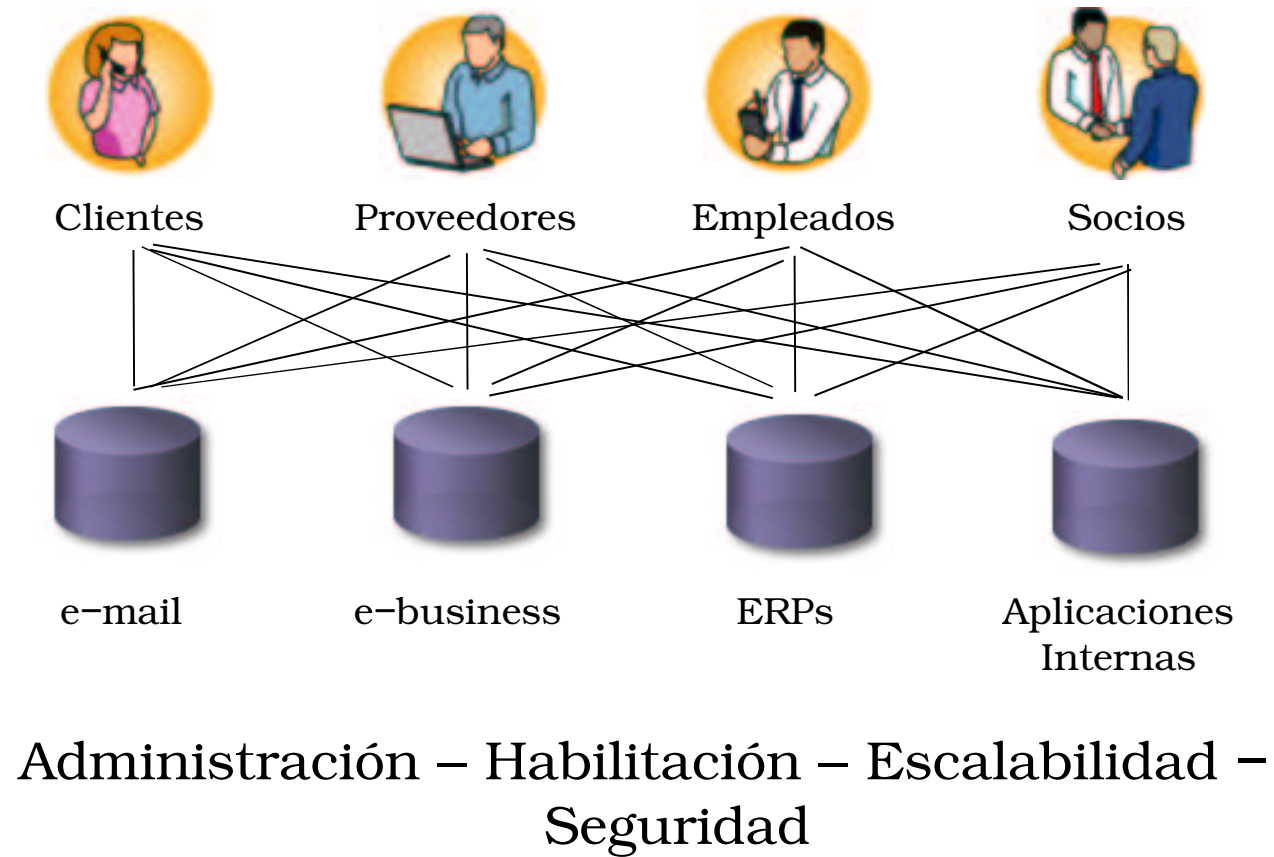 Clientes
Proveedores
Empleados
Socios
e–mail
e–business
ERPs
Aplicaciones
Internas
Administración – Habilitación – Escalabilidad –
Seguridad